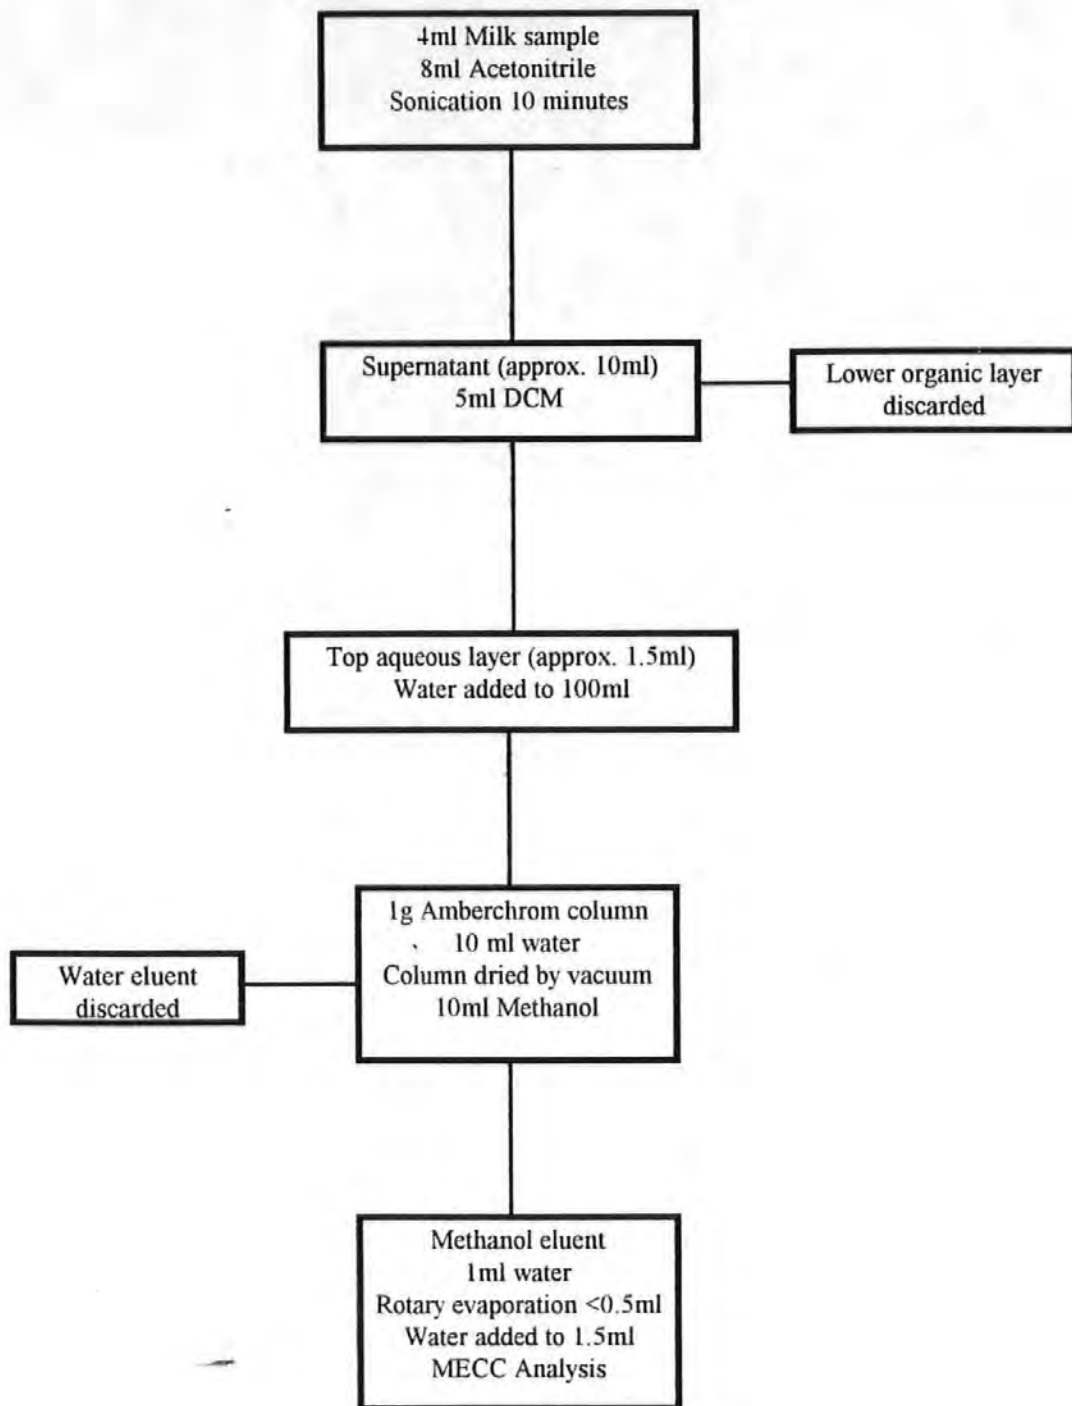 4ml Milk sample
8ml Acetonitrile
Sonication 10 minutes
Supernatant (approx. 10ml)
5ml DCM
Lower organic layer
discarded
Top aqueous layer (approx. 1.5ml)
Water added to 100ml
1g Amberchrom column
10 ml water
Column dried by vacuum
10ml Methanol
Water eluent
discarded
Methanol eluent
1ml water
Rotary evaporation <0.5ml
Water added to 1.5ml
MECC Analysis